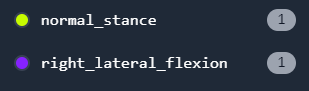 normal_stance 1
right_lateral_flexion 1